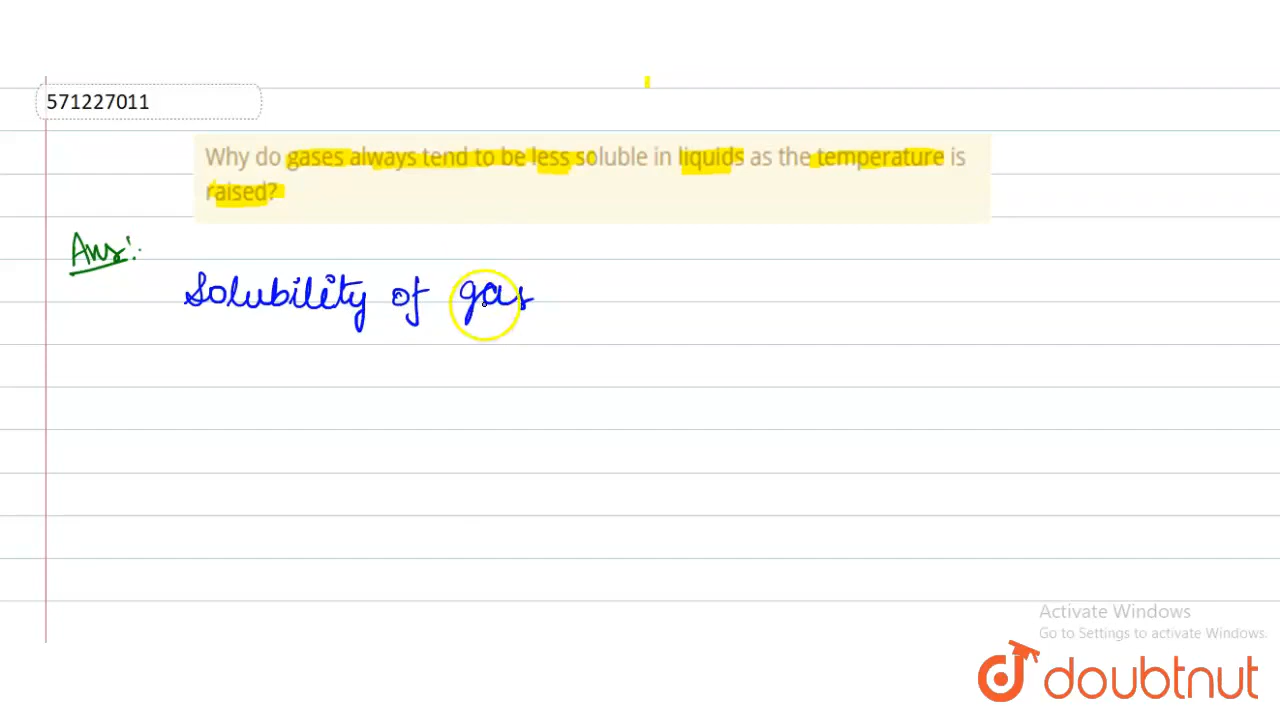 571227011
Why do gases always tend to be less soluble in liquids as the temperature is
raised?
Ans:
Solubility of gas
Activate Windows
Go to Settings to activate Windows.
doubtnut